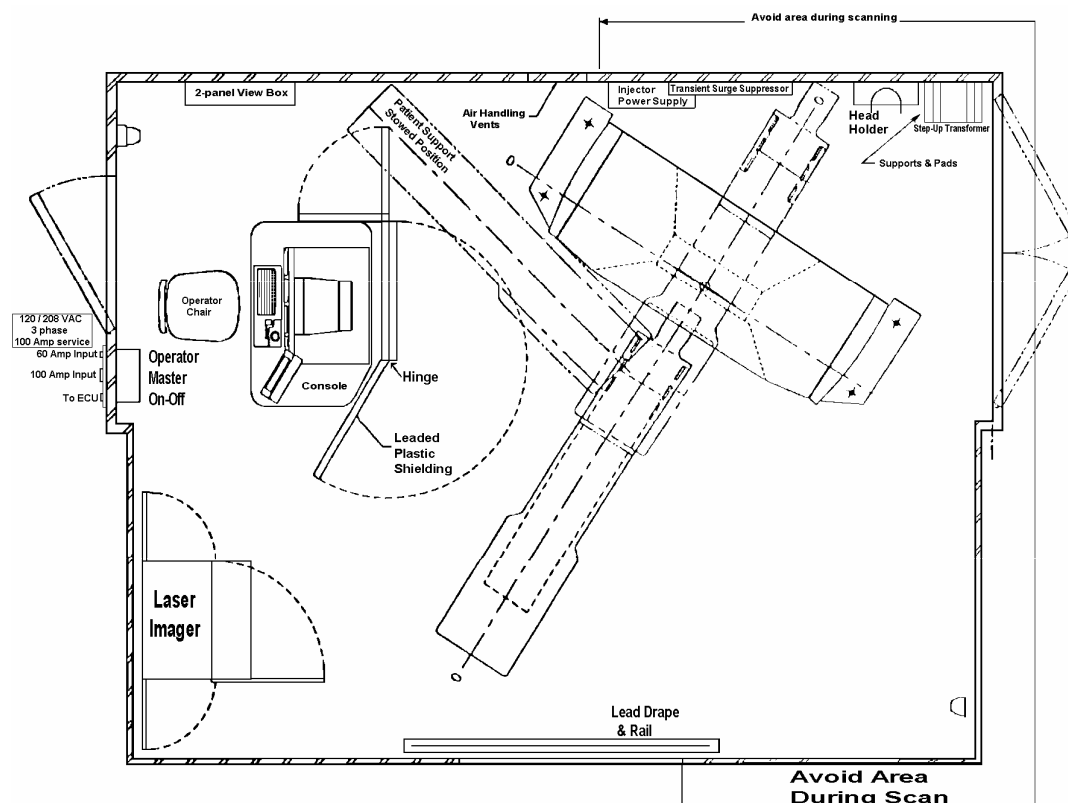 Avoid area during scanning
2-panel View Box
Patient Support
Stowed Position
Air Handling
Vents
Injector
Power Supply
Transient Surge Suppressor
Head
Holder
Step-Up Transformer
Supports & Pads
Operator
Chair
120 / 208 VAC
3 phase
100 Amp service
60 Amp Input
100 Amp Input
To ECU
Operator
Master
On-Off
Console
Hinge
Leaded
Plastic
Shielding
Laser
Imager
Lead Drape
& Rail
Avoid Area
During Scan